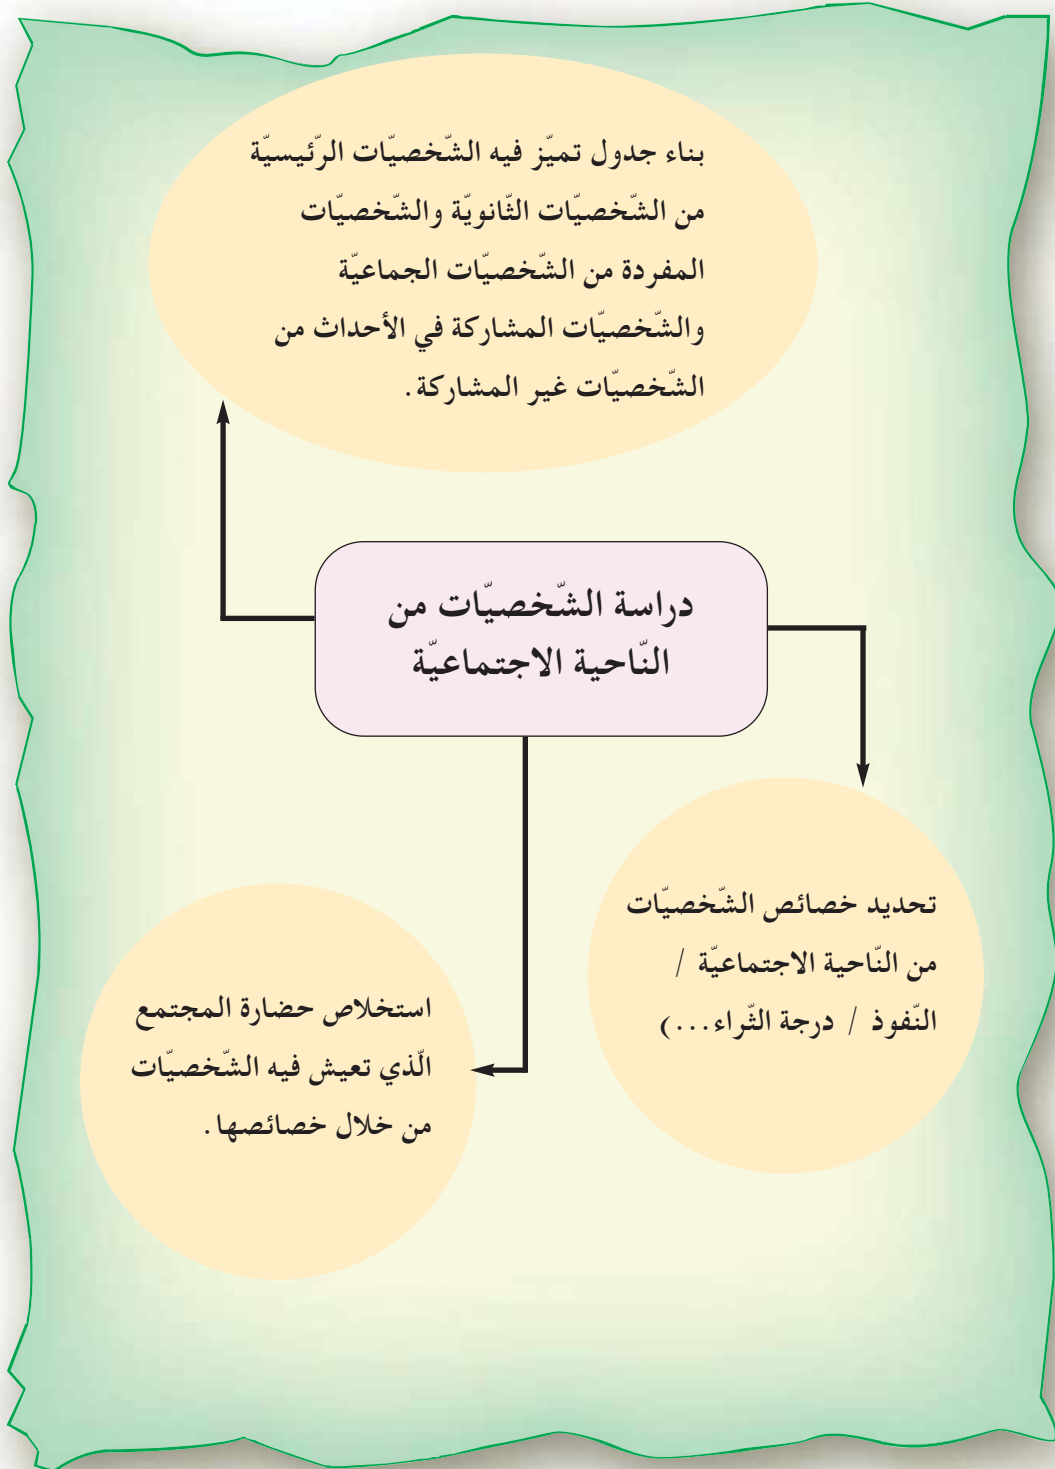 بناء جدول تميّز فيه الشّخصيّات الرّئيسيّة
من الشّخصيّات الثّانويّة والشّخصيّات
المفردة من الشّخصيّات الجماعيّة
والشّخصيّات المشاركة في الأحداث من
الشّخصيّات غير المشاركة.
دراسة الشّخصيّات من
النّاحية الاجتماعيّة
تحديد خصائص الشّخصيّات
من النّاحية الاجتماعيّة /
النّفوذ / درجة الثّراء...)
استخلاص حضارة المجتمع
الّذي تعيش فيه الشّخصيّات
من خلال خصائصها.